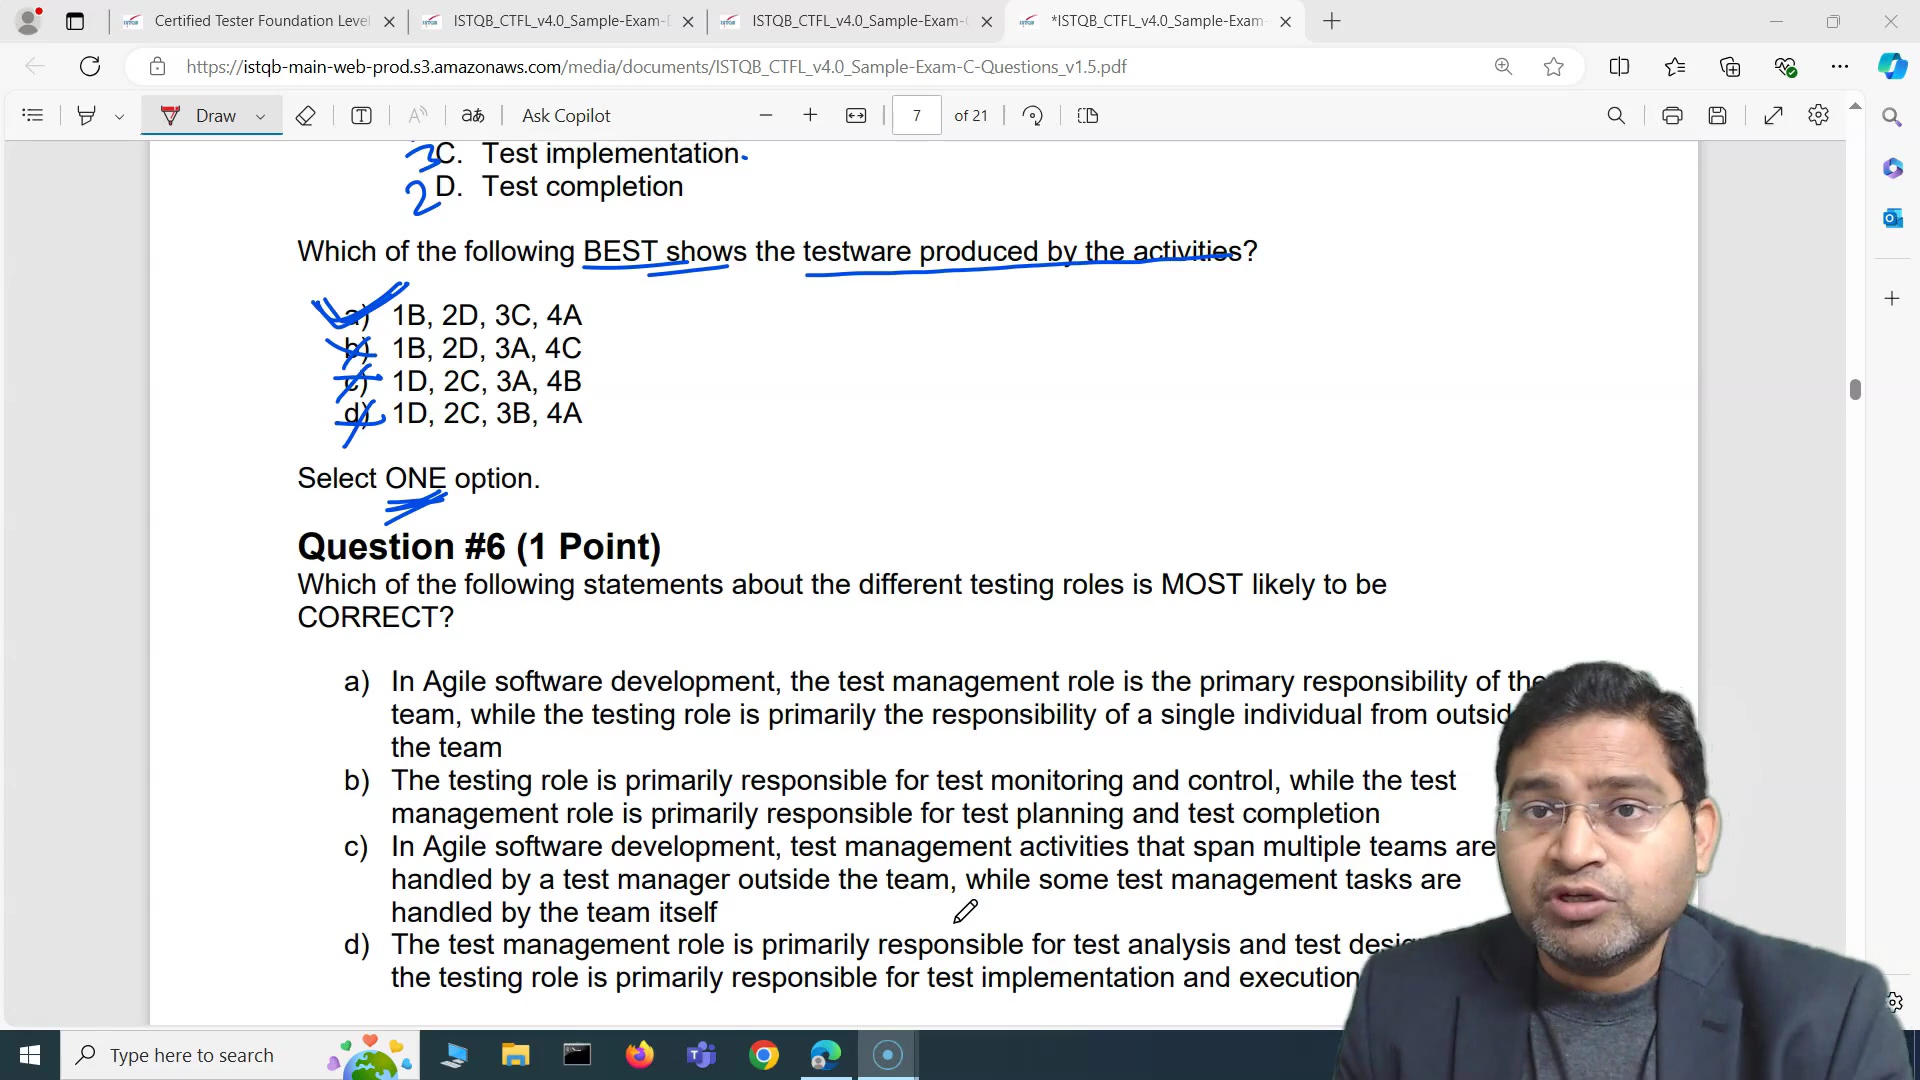 Certified Tester Foundation Leve
ISTQB_CTFL_v4.0_Sample-Exam-
ISTQB_CTFL_v4.0_Sample-Exam-
*ISTQB_CTFL_v4.0_Sample-Exam-
https://istqb-main-web-prod.s3.amazonaws.com/media/documents/ISTQB_CTFL_v4.0_Sample-Exam-C-Questions_v1.5.pdf
Draw
Ask Copilot
7 of 21
3 C. Test implementation
2 D. Test completion
Which of the following BEST shows the testware produced by the activities?
a) 1B, 2D, 3C, 4A
b) 1B, 2D, 3A, 4C
c) 1D, 2C, 3A, 4B
d) 1D, 2C, 3B, 4A
Select ONE option.
Question #6 (1 Point)
Which of the following statements about the different testing roles is MOST likely to be
CORRECT?
a) In Agile software development, the test management role is the primary responsibility of the
team, while the testing role is primarily the responsibility of a single individual from outside
the team
b) The testing role is primarily responsible for test monitoring and control, while the test
management role is primarily responsible for test planning and test completion
c) In Agile software development, test management activities that span multiple teams are
handled by a test manager outside the team, while some test management tasks are
handled by the team itself
d) The test management role is primarily responsible for test analysis and test design
the testing role is primarily responsible for test implementation and execution
Type here to search